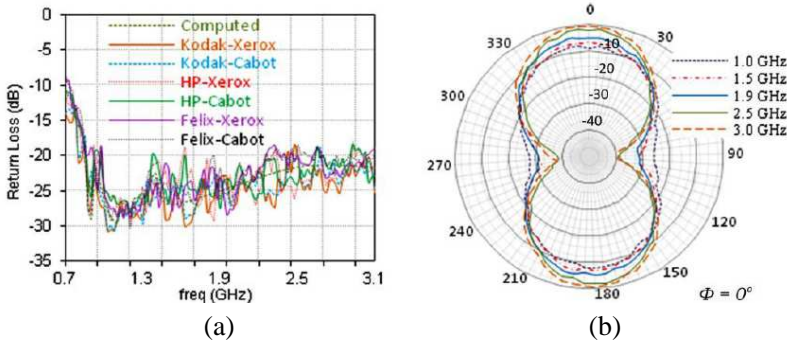 0
-5
-10
-15
-20
-25
-30
-35
Return Loss (dB)
Computed
Kodak-Xerox
Kodak-Cabot
HP-Xerox
HP-Cabot
Felix-Xerox
Felix-Cabot
0.7 1.3 1.9 2.5 3.1
freq (GHz)
(a)
0
30
90
120
150
180
210
240
270
300
330
-10
-20
-30
-40
1.0 GHz
1.5 GHz
1.9 GHz
2.5 GHz
3.0 GHz
Φ = 0°
(b)